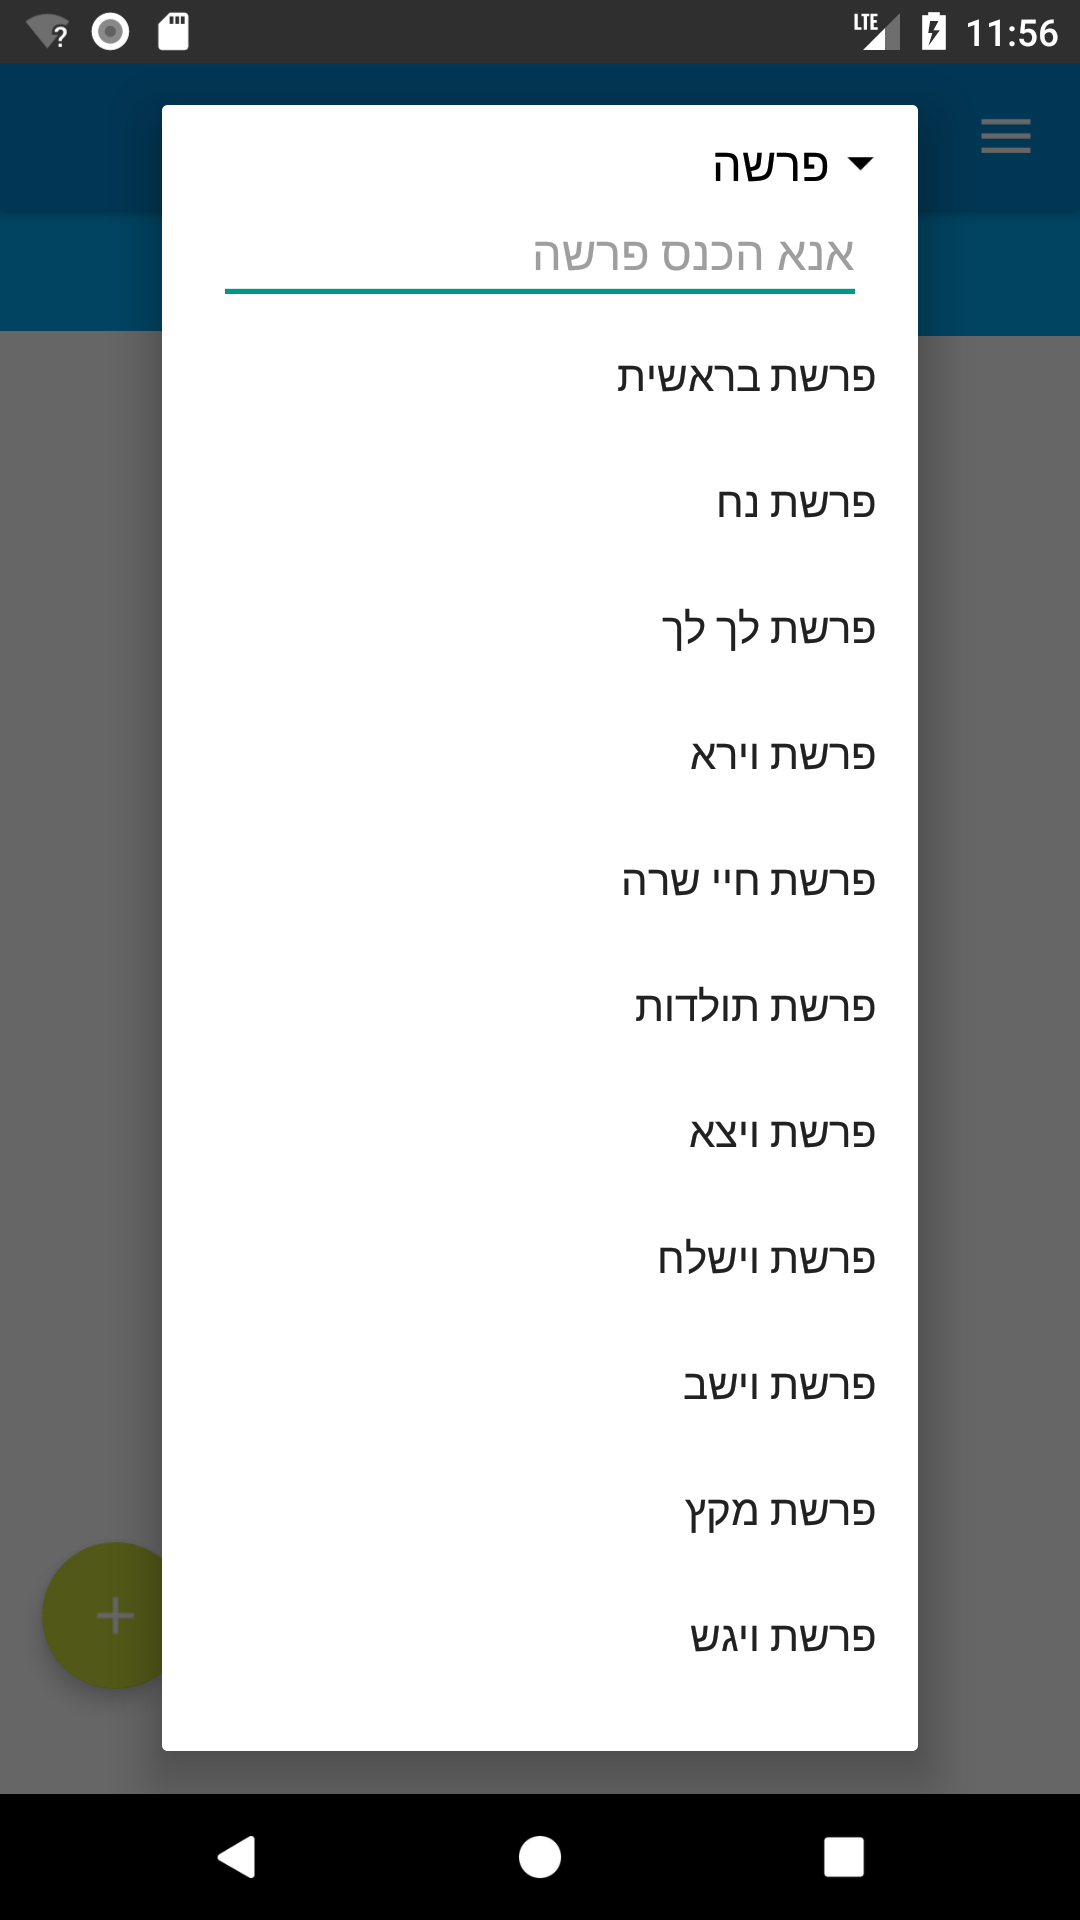 LTE 11:56
פרשה
אנא הכנס פרשה
פרשת בראשית
פרשת נח
פרשת לך לך
פרשת וירא
פרשת חיי שרה
פרשת תולדות
פרשת ויצא
פרשת וישלח
פרשת וישב
פרשת מקץ
פרשת ויגש